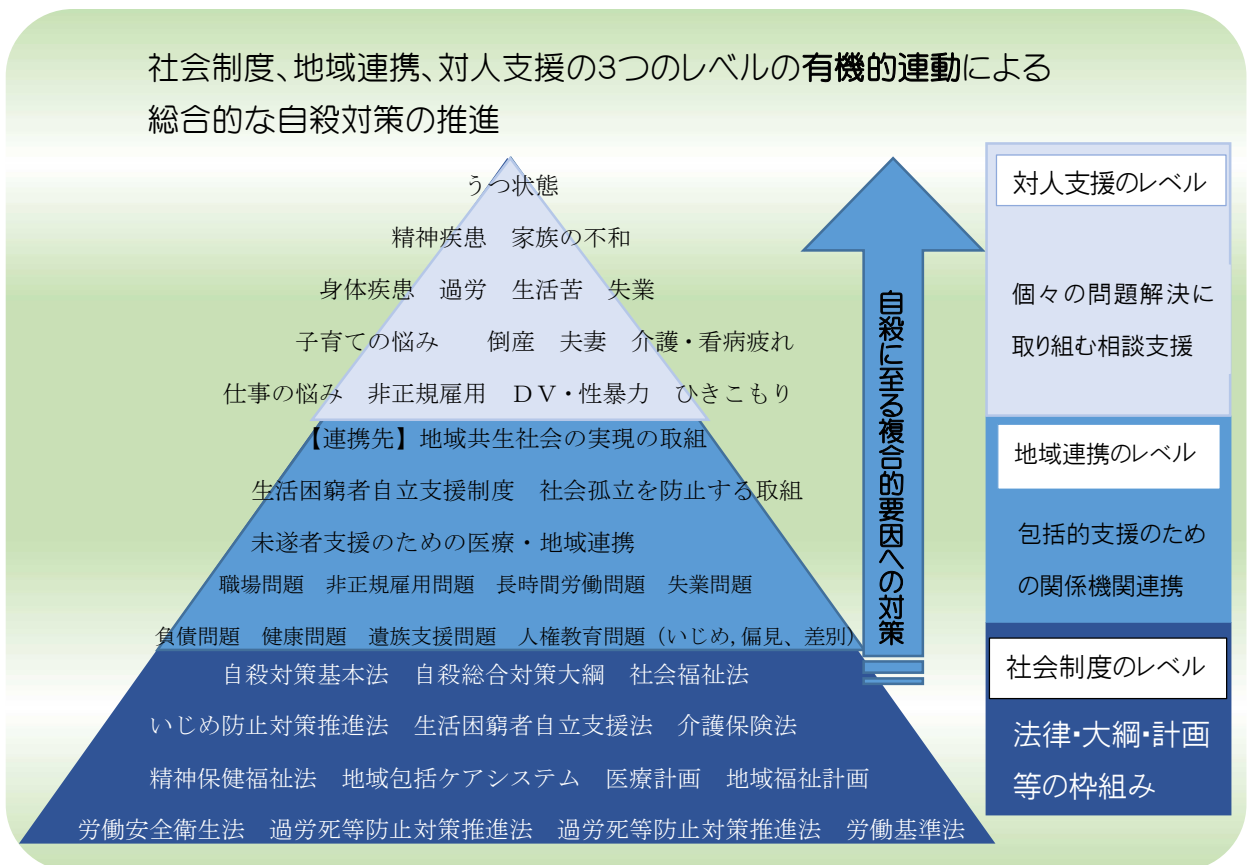 社会制度、地域連携、対人支援の3つのレベルの有機的連動による
総合的な自殺対策の推進
うつ状態
精神疾患　家族の不和
身体疾患　過労　生活苦　失業
子育ての悩み　　倒産　夫妻　介護・看病疲れ
仕事の悩み　非正規雇用　ＤＶ・性暴力　ひきこもり
【連携先】地域共生社会の実現の取組
生活困窮者自立支援制度　社会孤立を防止する取組
未遂者支援のための医療・地域連携
職場問題　非正規雇用問題　長時間労働問題　失業問題
負債問題　健康問題　遺族支援問題　人権教育問題（いじめ,偏見、差別）
自殺対策基本法　自殺総合対策大綱　社会福祉法
いじめ防止対策推進法　生活困窮者自立支援法　介護保険法
精神保健福祉法　地域包括ケアシステム　医療計画　地域福祉計画
労働安全衛生法　過労死等防止対策推進法　過労死等防止対策推進法　労働基準法
自殺に至る複合的要因への対策
対人支援のレベル
個々の問題解決に
取り組む相談支援
地域連携のレベル
包括的支援のため
の関係機関連携
社会制度のレベル
法律・大綱・計画
等の枠組み